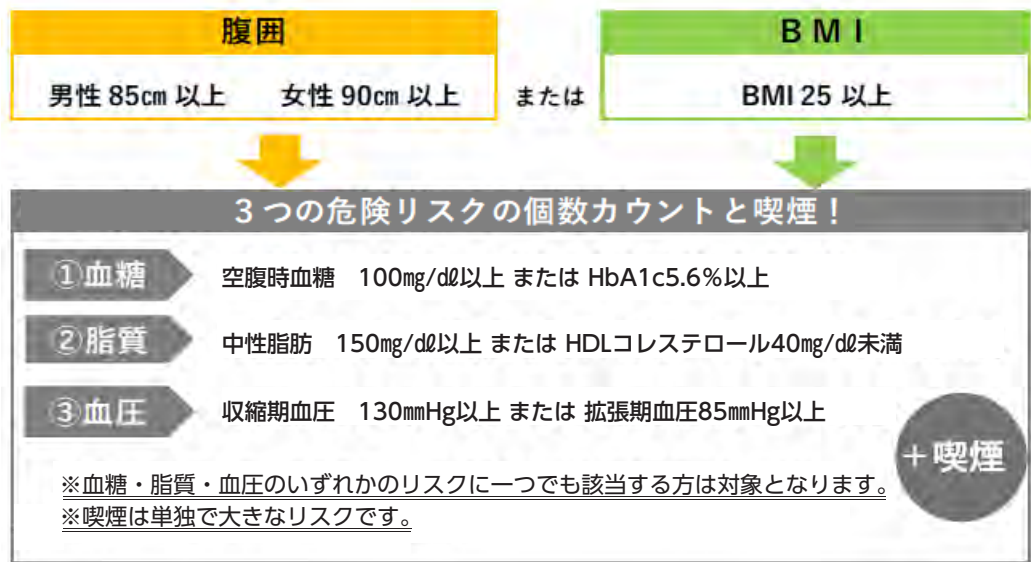 腹囲
男性 85㎝ 以上　女性 90㎝ 以上
または
ＢＭＩ
BMI 25 以上
３つの危険リスクの個数カウントと喫煙！
①血糖
空腹時血糖　100㎎/㎗以上 または HbA1c5.6％以上
②脂質
中性脂肪　150㎎/㎗以上 または HDLコレステロール40㎎/㎗未満
③血圧
収縮期血圧　130㎜Hg以上 または 拡張期血圧85㎜Hg以上
＋喫煙
※血糖・脂質・血圧のいずれかのリスクに一つでも該当する方は対象となります。
※喫煙は単独で大きなリスクです。